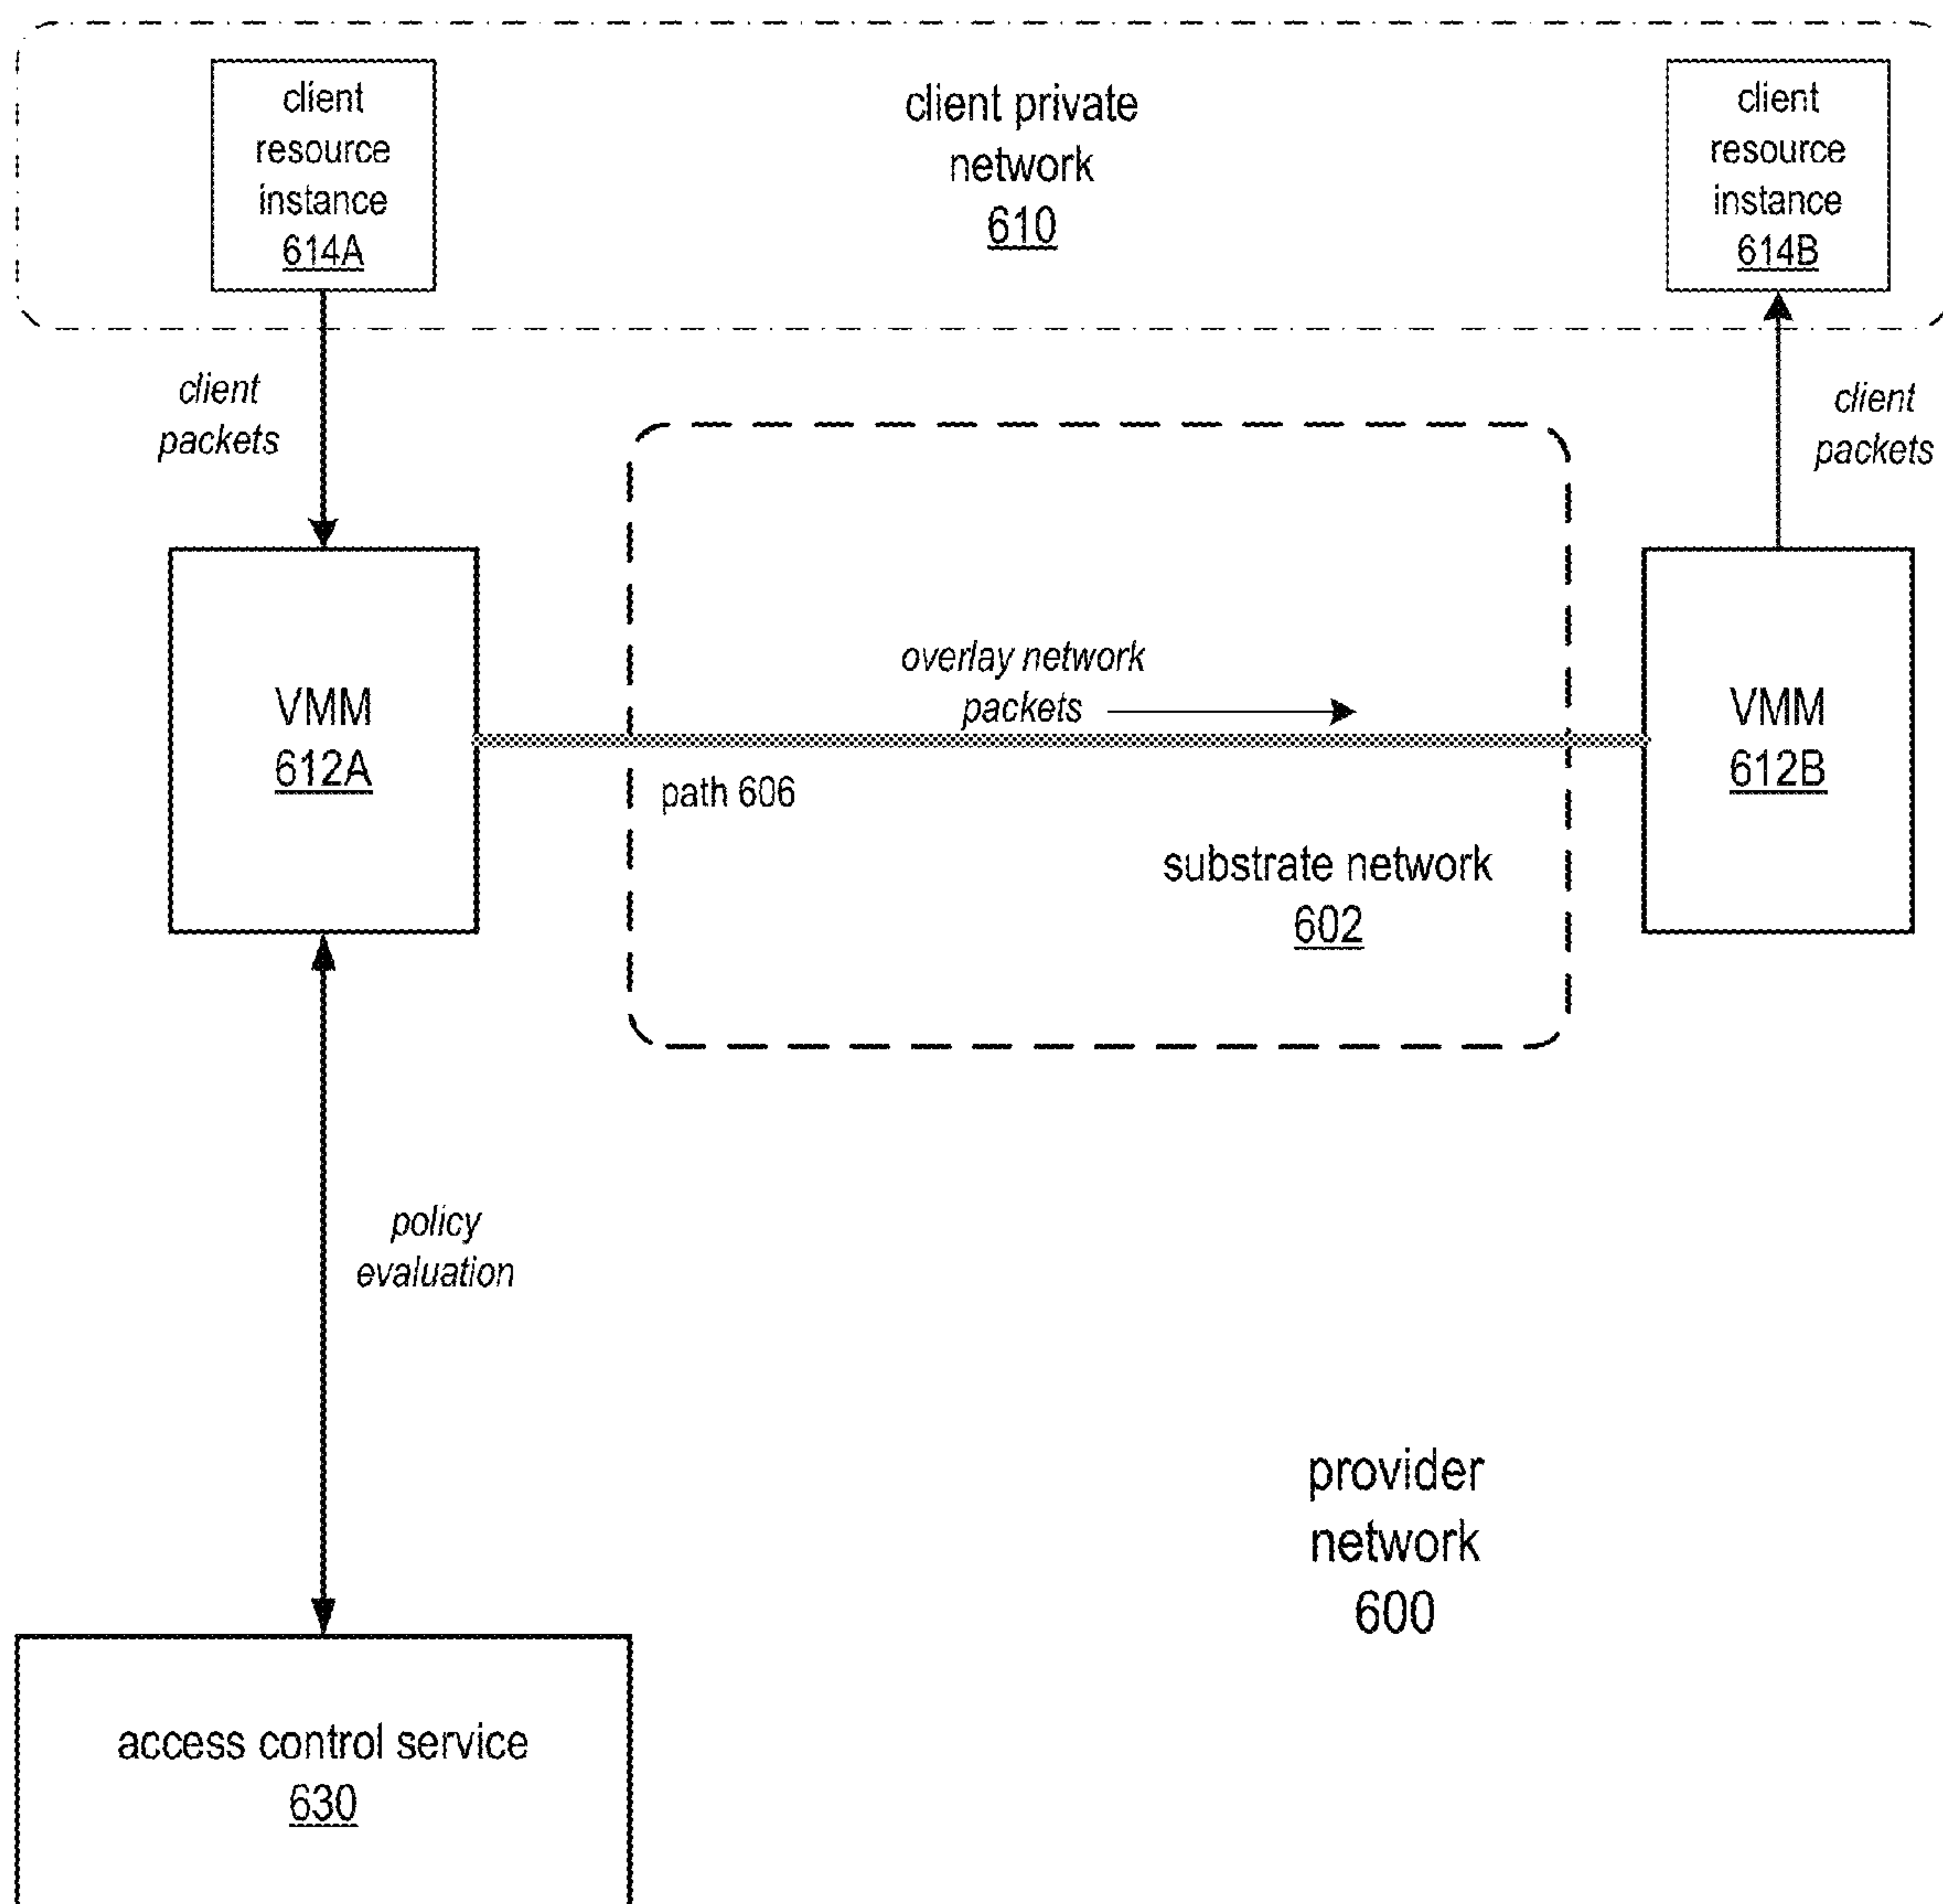 client
resource
instance
614A
client private
network
610
client
resource
instance
614B
client
packets
client
packets
overlay network
packets
VMM
612A
VMM
612B
path 606
substrate network
602
policy
evaluation
provider
network
600
access control service
630